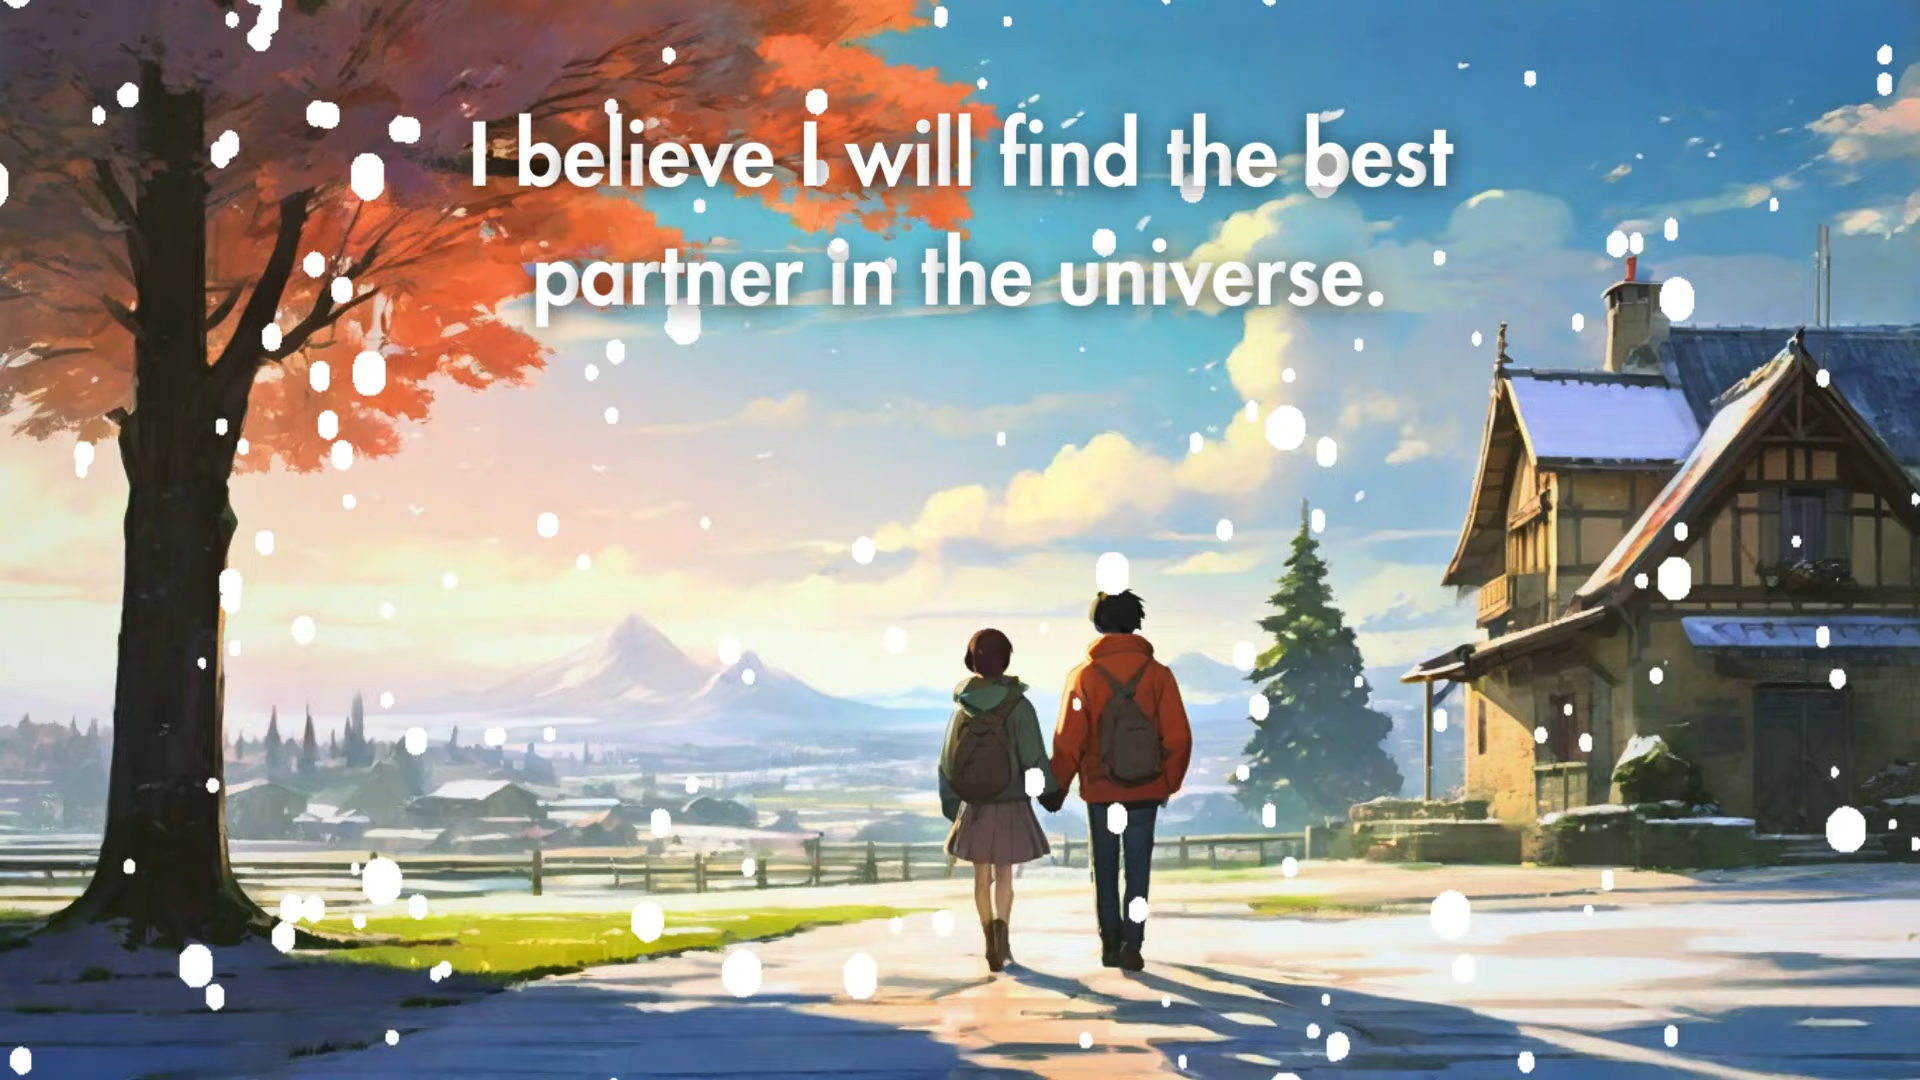 I believe I will find the best
partner in the universe.